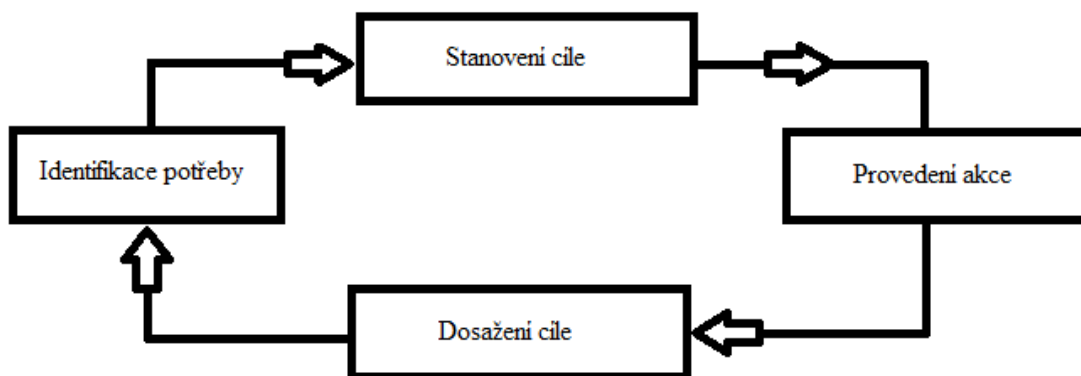 Stanovení cíle
Identifikace potřeby
Provedení akce
Dosažení cíle